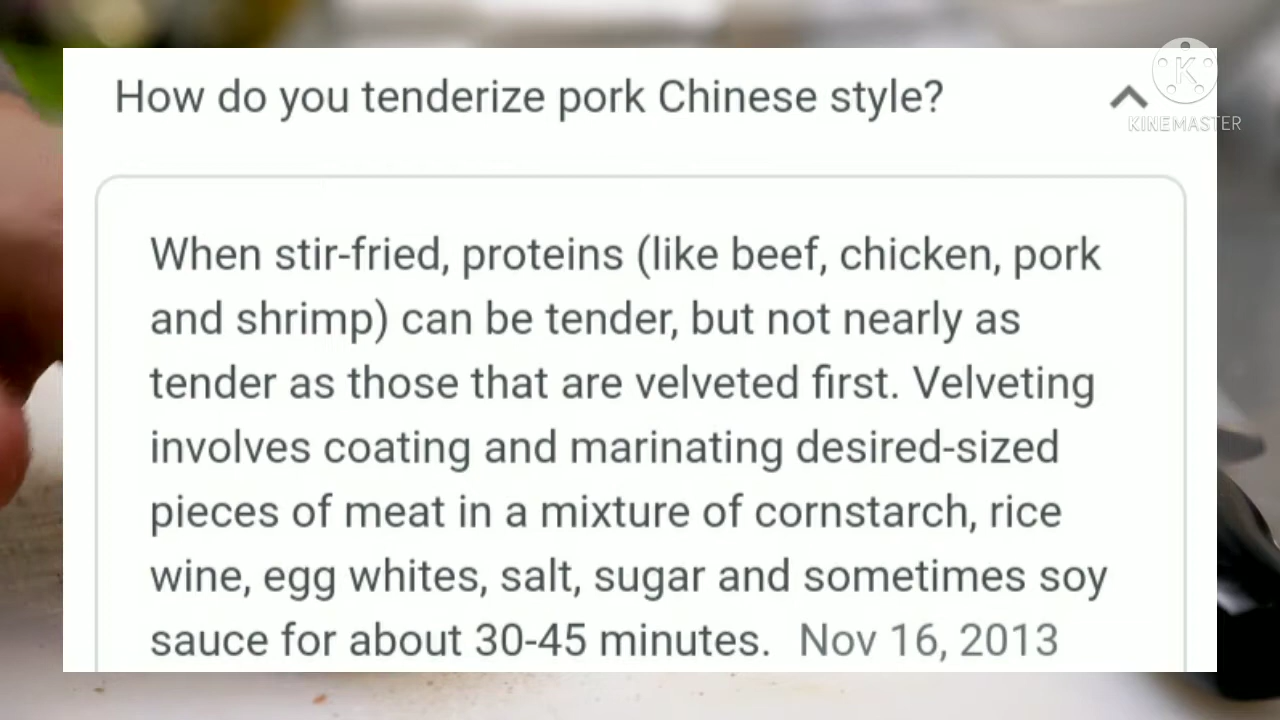 How do you tenderize pork Chinese style?
K
KINEMASTER
When stir-fried, proteins (like beef, chicken, pork
and shrimp) can be tender, but not nearly as
tender as those that are velveted first. Velveting
involves coating and marinating desired-sized
pieces of meat in a mixture of cornstarch, rice
wine, egg whites, salt, sugar and sometimes soy
sauce for about 30-45 minutes. Nov 16, 2013